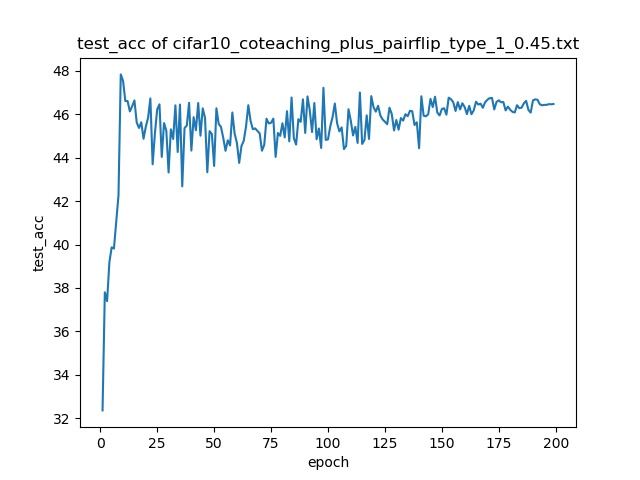 test_acc of cifar10_coteaching_plus_pairflip_type_1_0.45.txt
48
46
44
42
40
38
36
34
32
test_acc
0 25 50 75 100 125 150 175 200
epoch